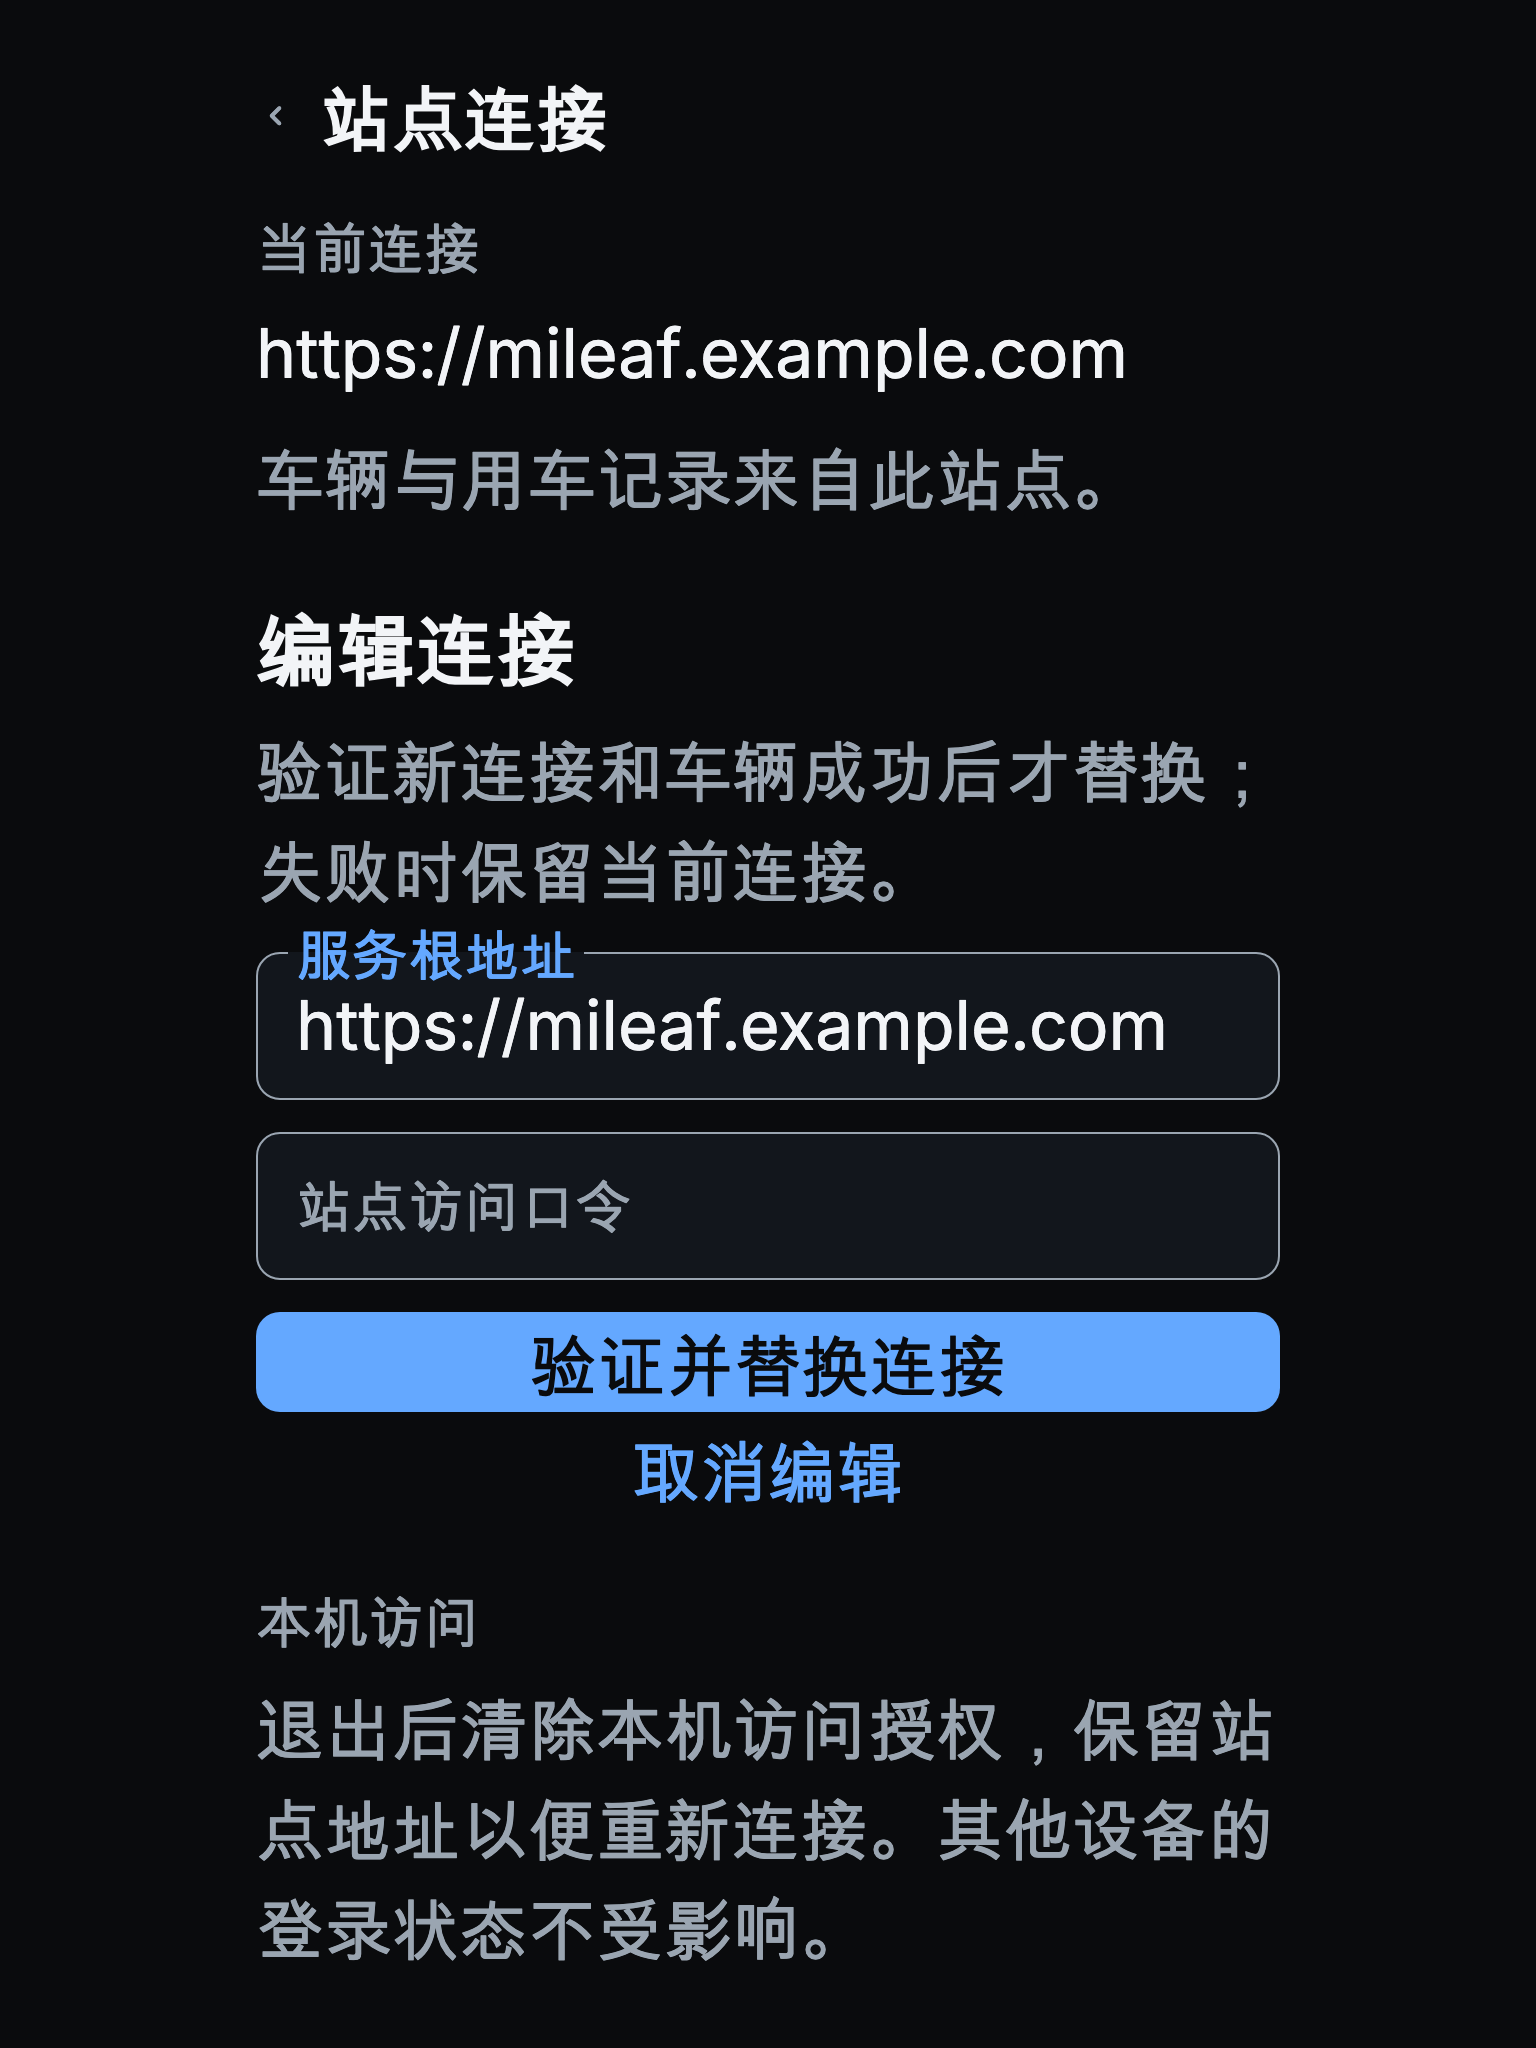 站点连接
当前连接
https://mileaf.example.com
车辆与用车记录来自此站点。
编辑连接
验证新连接和车辆成功后才替换；
失败时保留当前连接。
服务根地址
https://mileaf.example.com
站点访问口令
验证并替换连接
取消编辑
本机访问
退出后清除本机访问授权，保留站
点地址以便重新连接。其他设备的
登录状态不受影响。